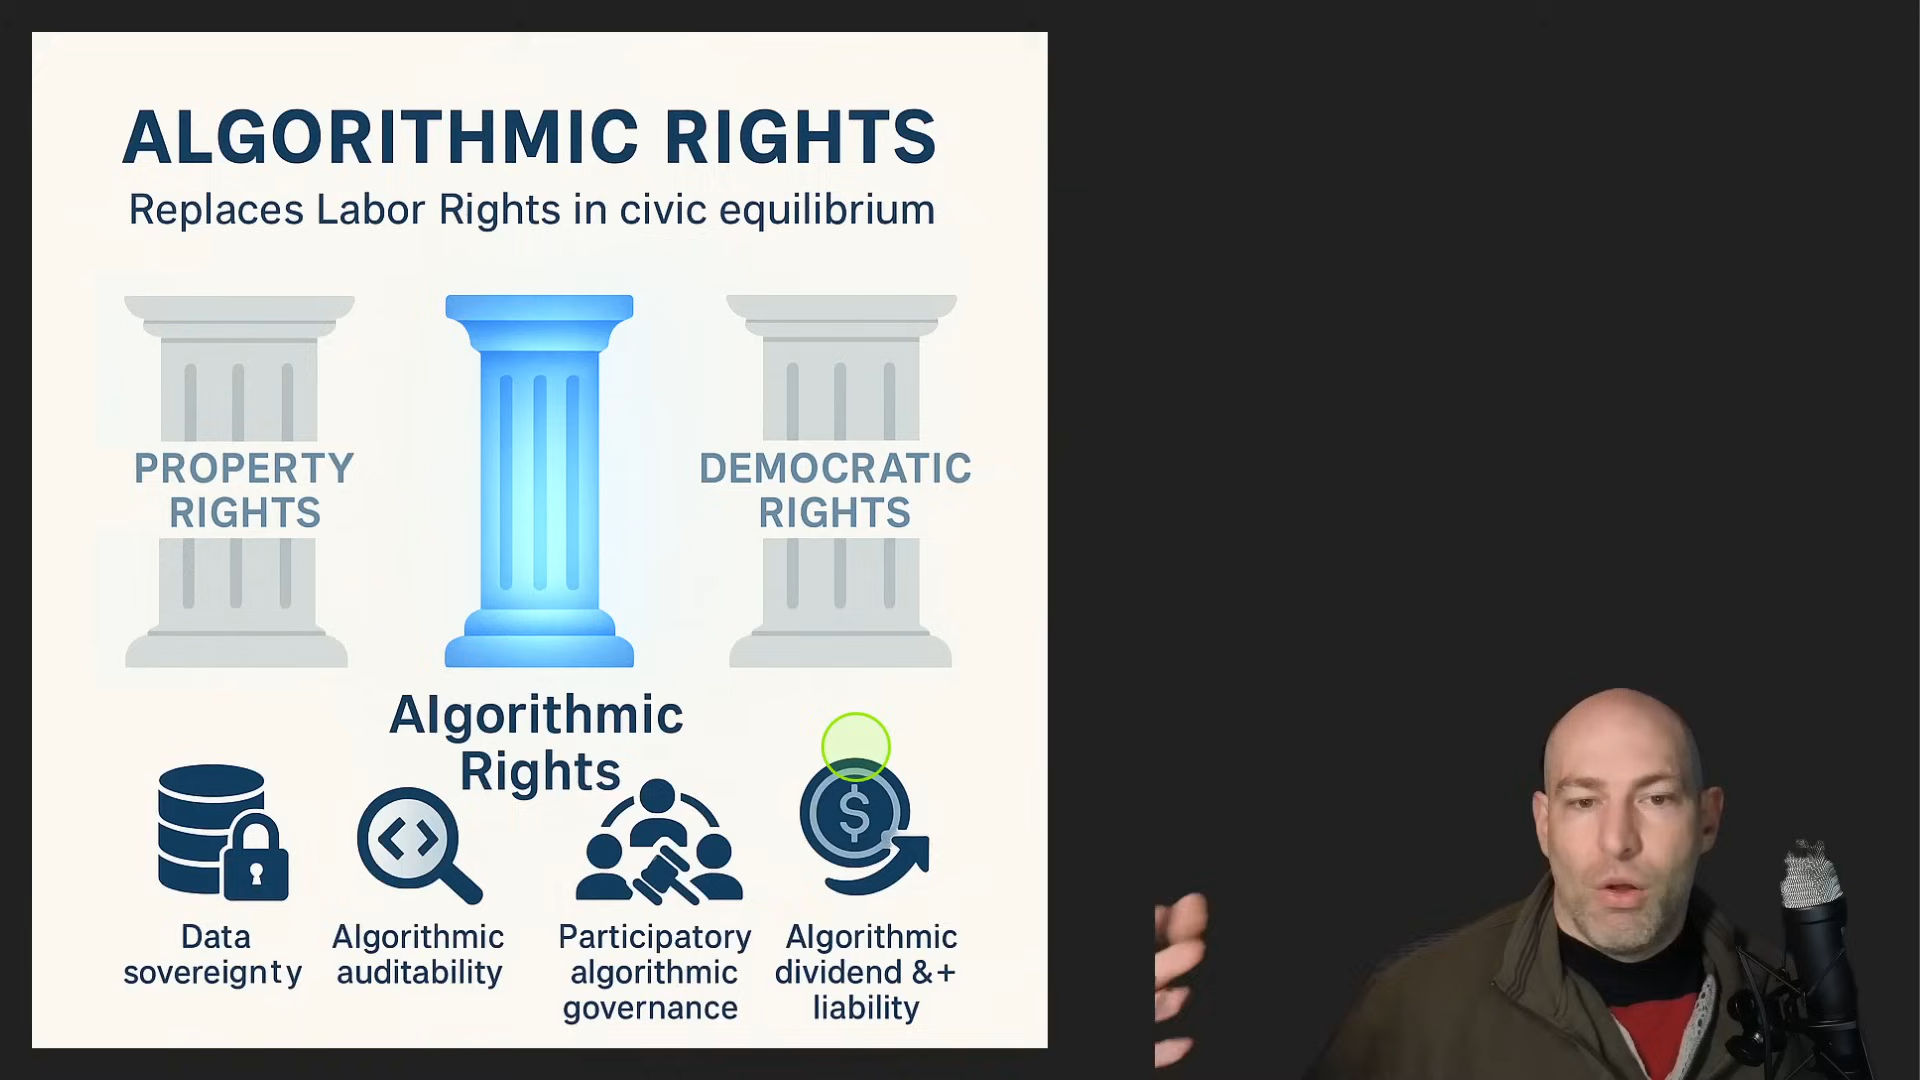 ALGORITHMIC RIGHTS
Replaces Labor Rights in civic equilibrium
PROPERTY
RIGHTS
DEMOCRATIC
RIGHTS
Algorithmic
Rights
$
Data
sovereignty
Algorithmic
auditability
Participatory
algorithmic
governance
Algorithmic
dividend &+
liability